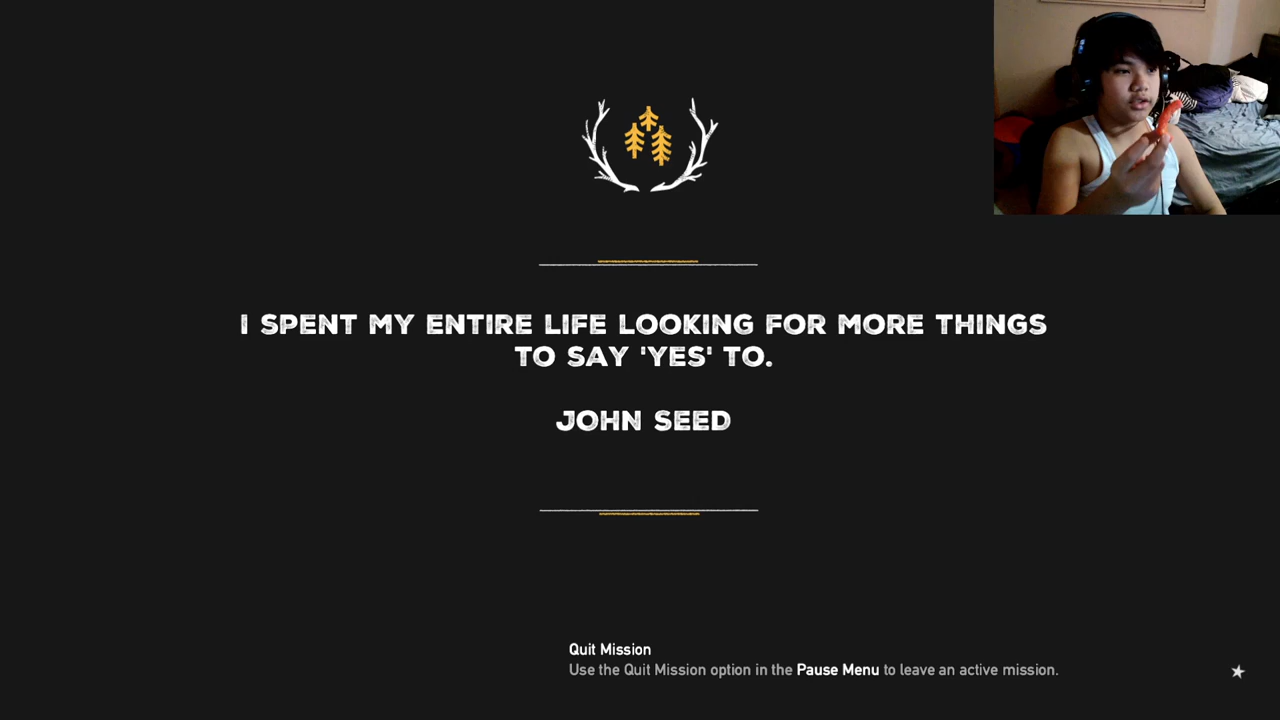 I SPENT MY ENTIRE LIFE LOOKING FOR MORE THINGS
TO SAY 'YES' TO.
JOHN SEED
Quit Mission
Use the Quit Mission option in the Pause Menu to leave an active mission.